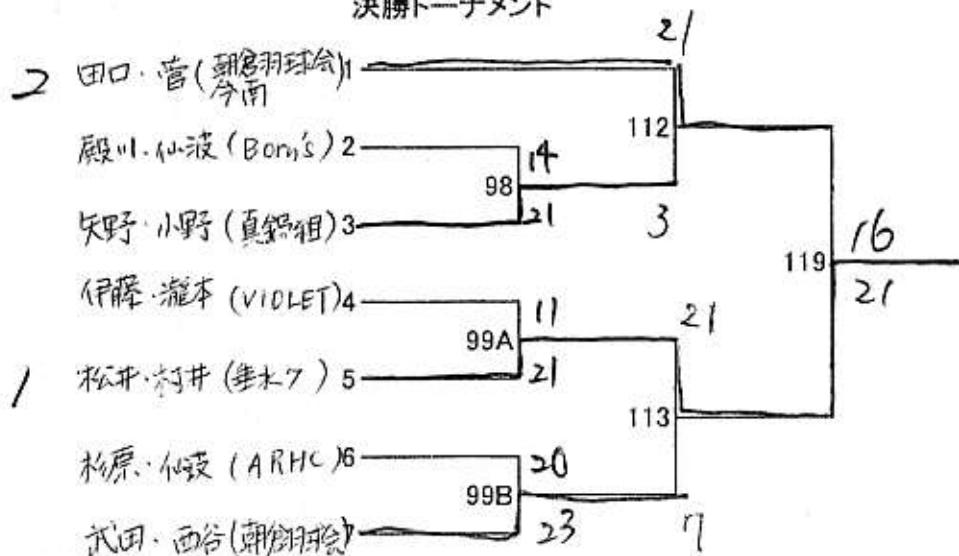 決勝トーナメント
2 田口・菅(朝倉羽球会 今南)1
21
112
殿川・仙波(Bom's)2
14
98
21
矢野・小野(真鍋組)3
3
119
16
21
伊藤・瀧本(VIOLET)4
11
99A
21
21
1 松井・村井(垂水ク)5
113
杉原・仙波(ARHC)6
20
99B
23
7
武田・西谷(朝倉羽球会)7